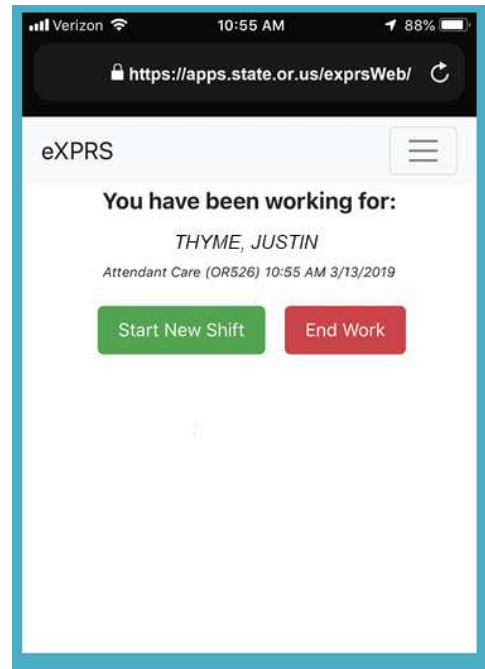 Verizon 10:55 AM 88%
https://apps.state.or.us/exprsWeb/
eXPRS
You have been working for:
THYME, JUSTIN
Attendant Care (OR526) 10:55 AM 3/13/2019
Start New Shift End Work